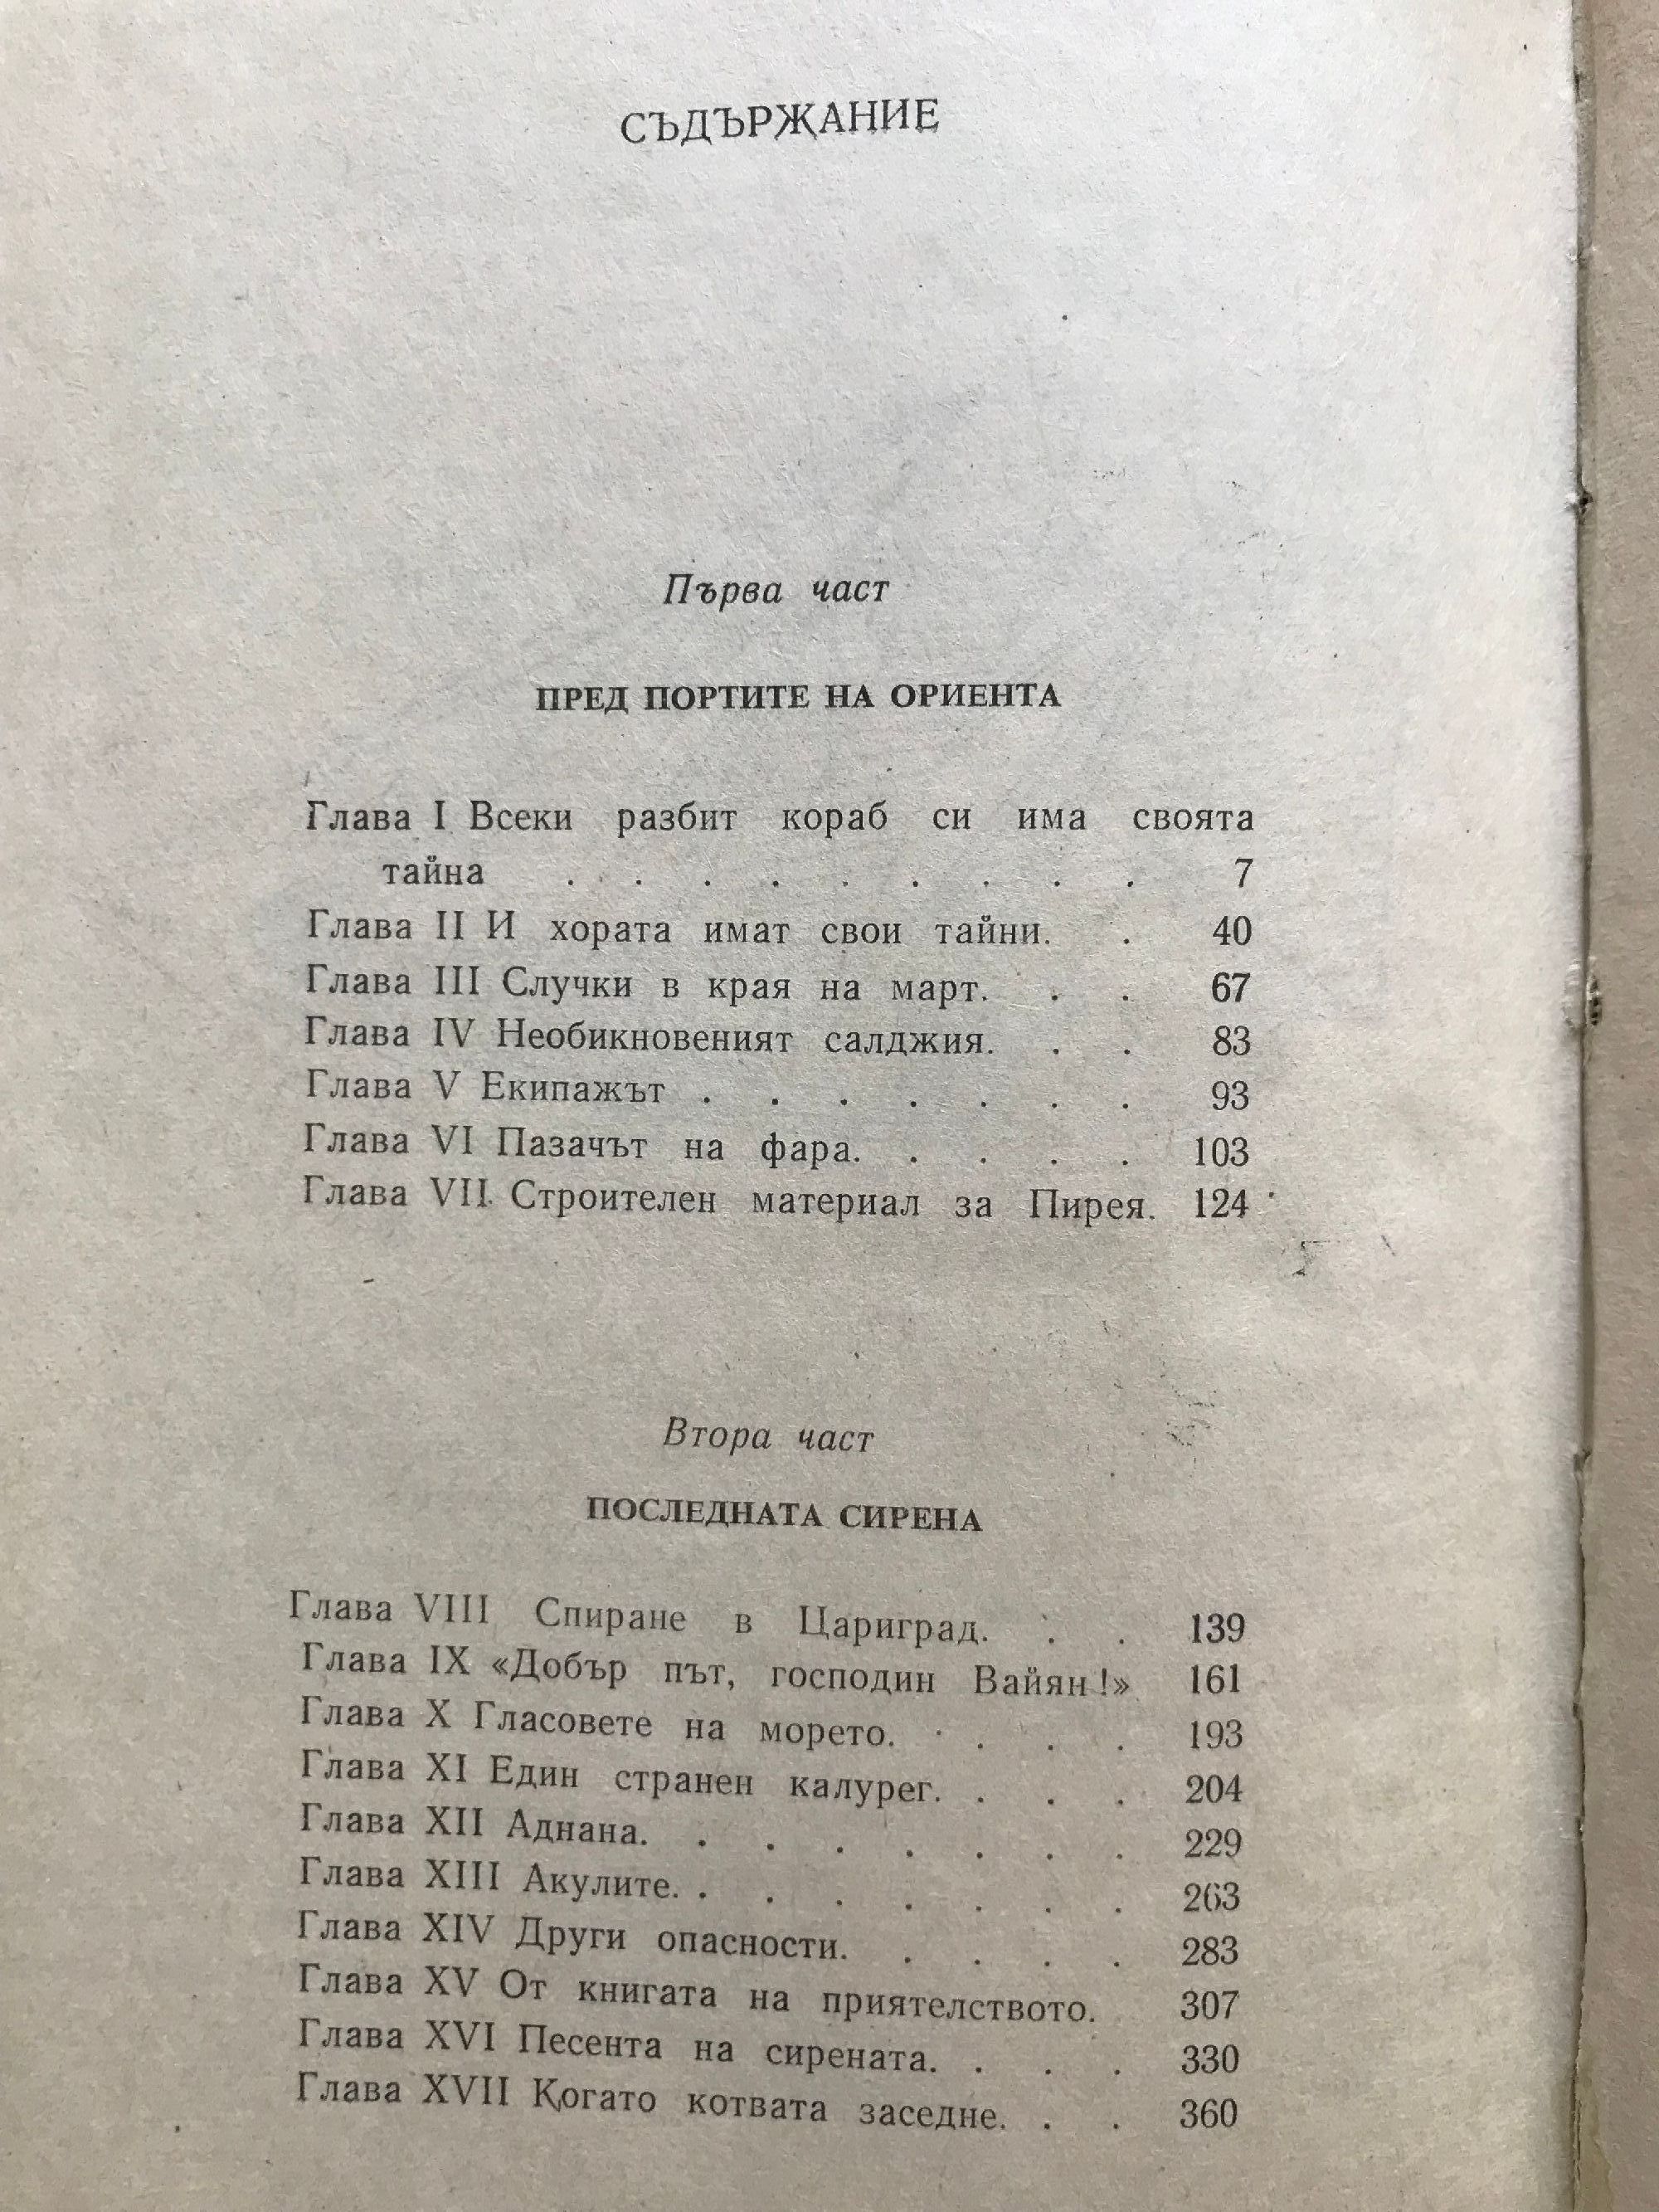 СЪДЪРЖАНИЕ
Първа част
ПРЕД ПОРТИТЕ НА ОРИЕНТА
Глава I Всеки разбит кораб си има своята
тайна . . . . . . . . . 7
Глава II И хората имат свои тайни. . 40
Глава III Случки в края на март. . . 67
Глава IV Необикновеният салджия. . . 83
Глава V Екипажът . . . . . . . 93
Глава VI Пазачът на фара. . . . . 103
Глава VII Строителен материал за Пирея. 124
Втора част
ПОСЛЕДНАТА СИРЕНА
Глава VIII Спиране в Цариград. . . 139
Глава IX «Добър път, господин Вайян!» 161
Глава X Гласовете на морето. . . . . 193
Глава XI Един странен калурег. . . . 204
Глава XII Аднана. . . . . . . . 229
Глава XIII Акулите. . . . . . . . 263
Глава XIV Други опасности. . . . . 283
Глава XV От книгата на приятелството. 307
Глава XVI Песента на сирената. . . . 330
Глава XVII Когато котвата заседне. . . 360